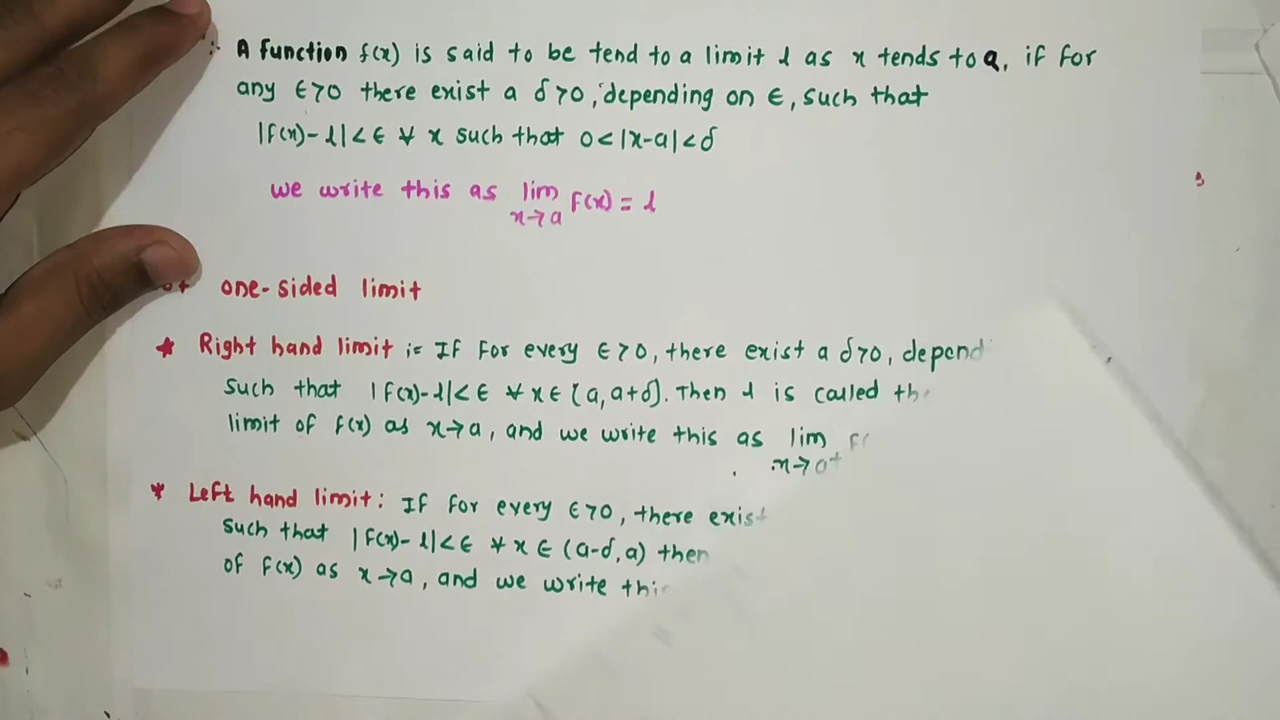 :- A function f(x) is said to be tend to a limit l as x tends to a, if for
any ϵ>0 there exist a δ>0, depending on ϵ, such that
|f(x)-l|<ϵ ∀ x such that 0<|x-a|<δ
we write this as lim x→a f(x) = l
one-sided limit
* Right hand limit := If for every ϵ>0, there exist a δ>0, depend
such that |f(x)-l|<ϵ ∀ x ∈ (a, a+δ). Then l is called
limit of f(x) as x→a, and we write this as lim x→a+
* Left hand limit: If for every ϵ>0, there exist
such that |f(x)-l|<ϵ ∀ x ∈ (a-δ, a) then
of f(x) as x→a, and we write this